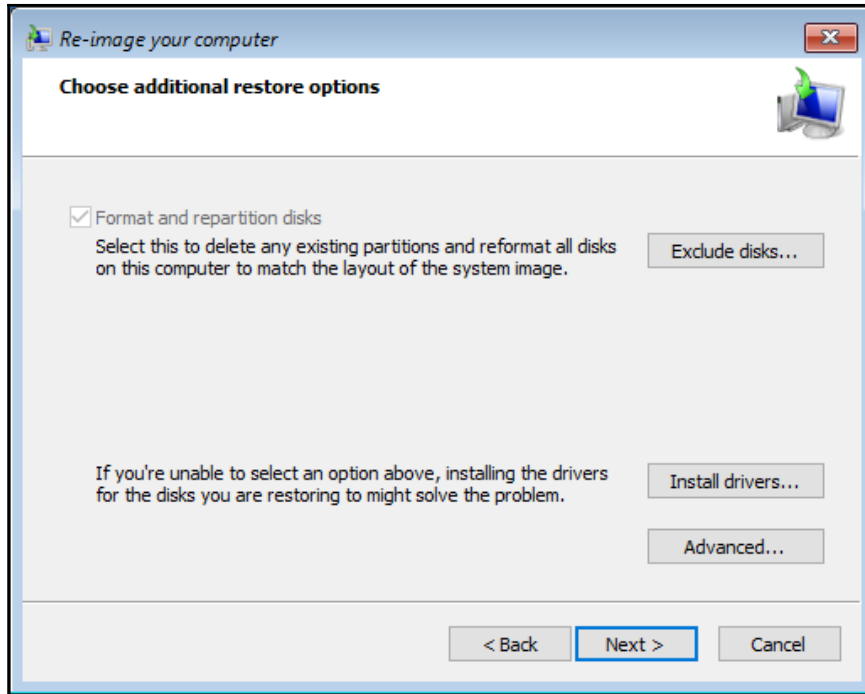 Re-image your computer
Choose additional restore options
Format and repartition disks
Select this to delete any existing partitions and reformat all disks
on this computer to match the layout of the system image.
Exclude disks...
If you're unable to select an option above, installing the drivers
for the disks you are restoring to might solve the problem.
Install drivers...
Advanced...
< Back
Next >
Cancel